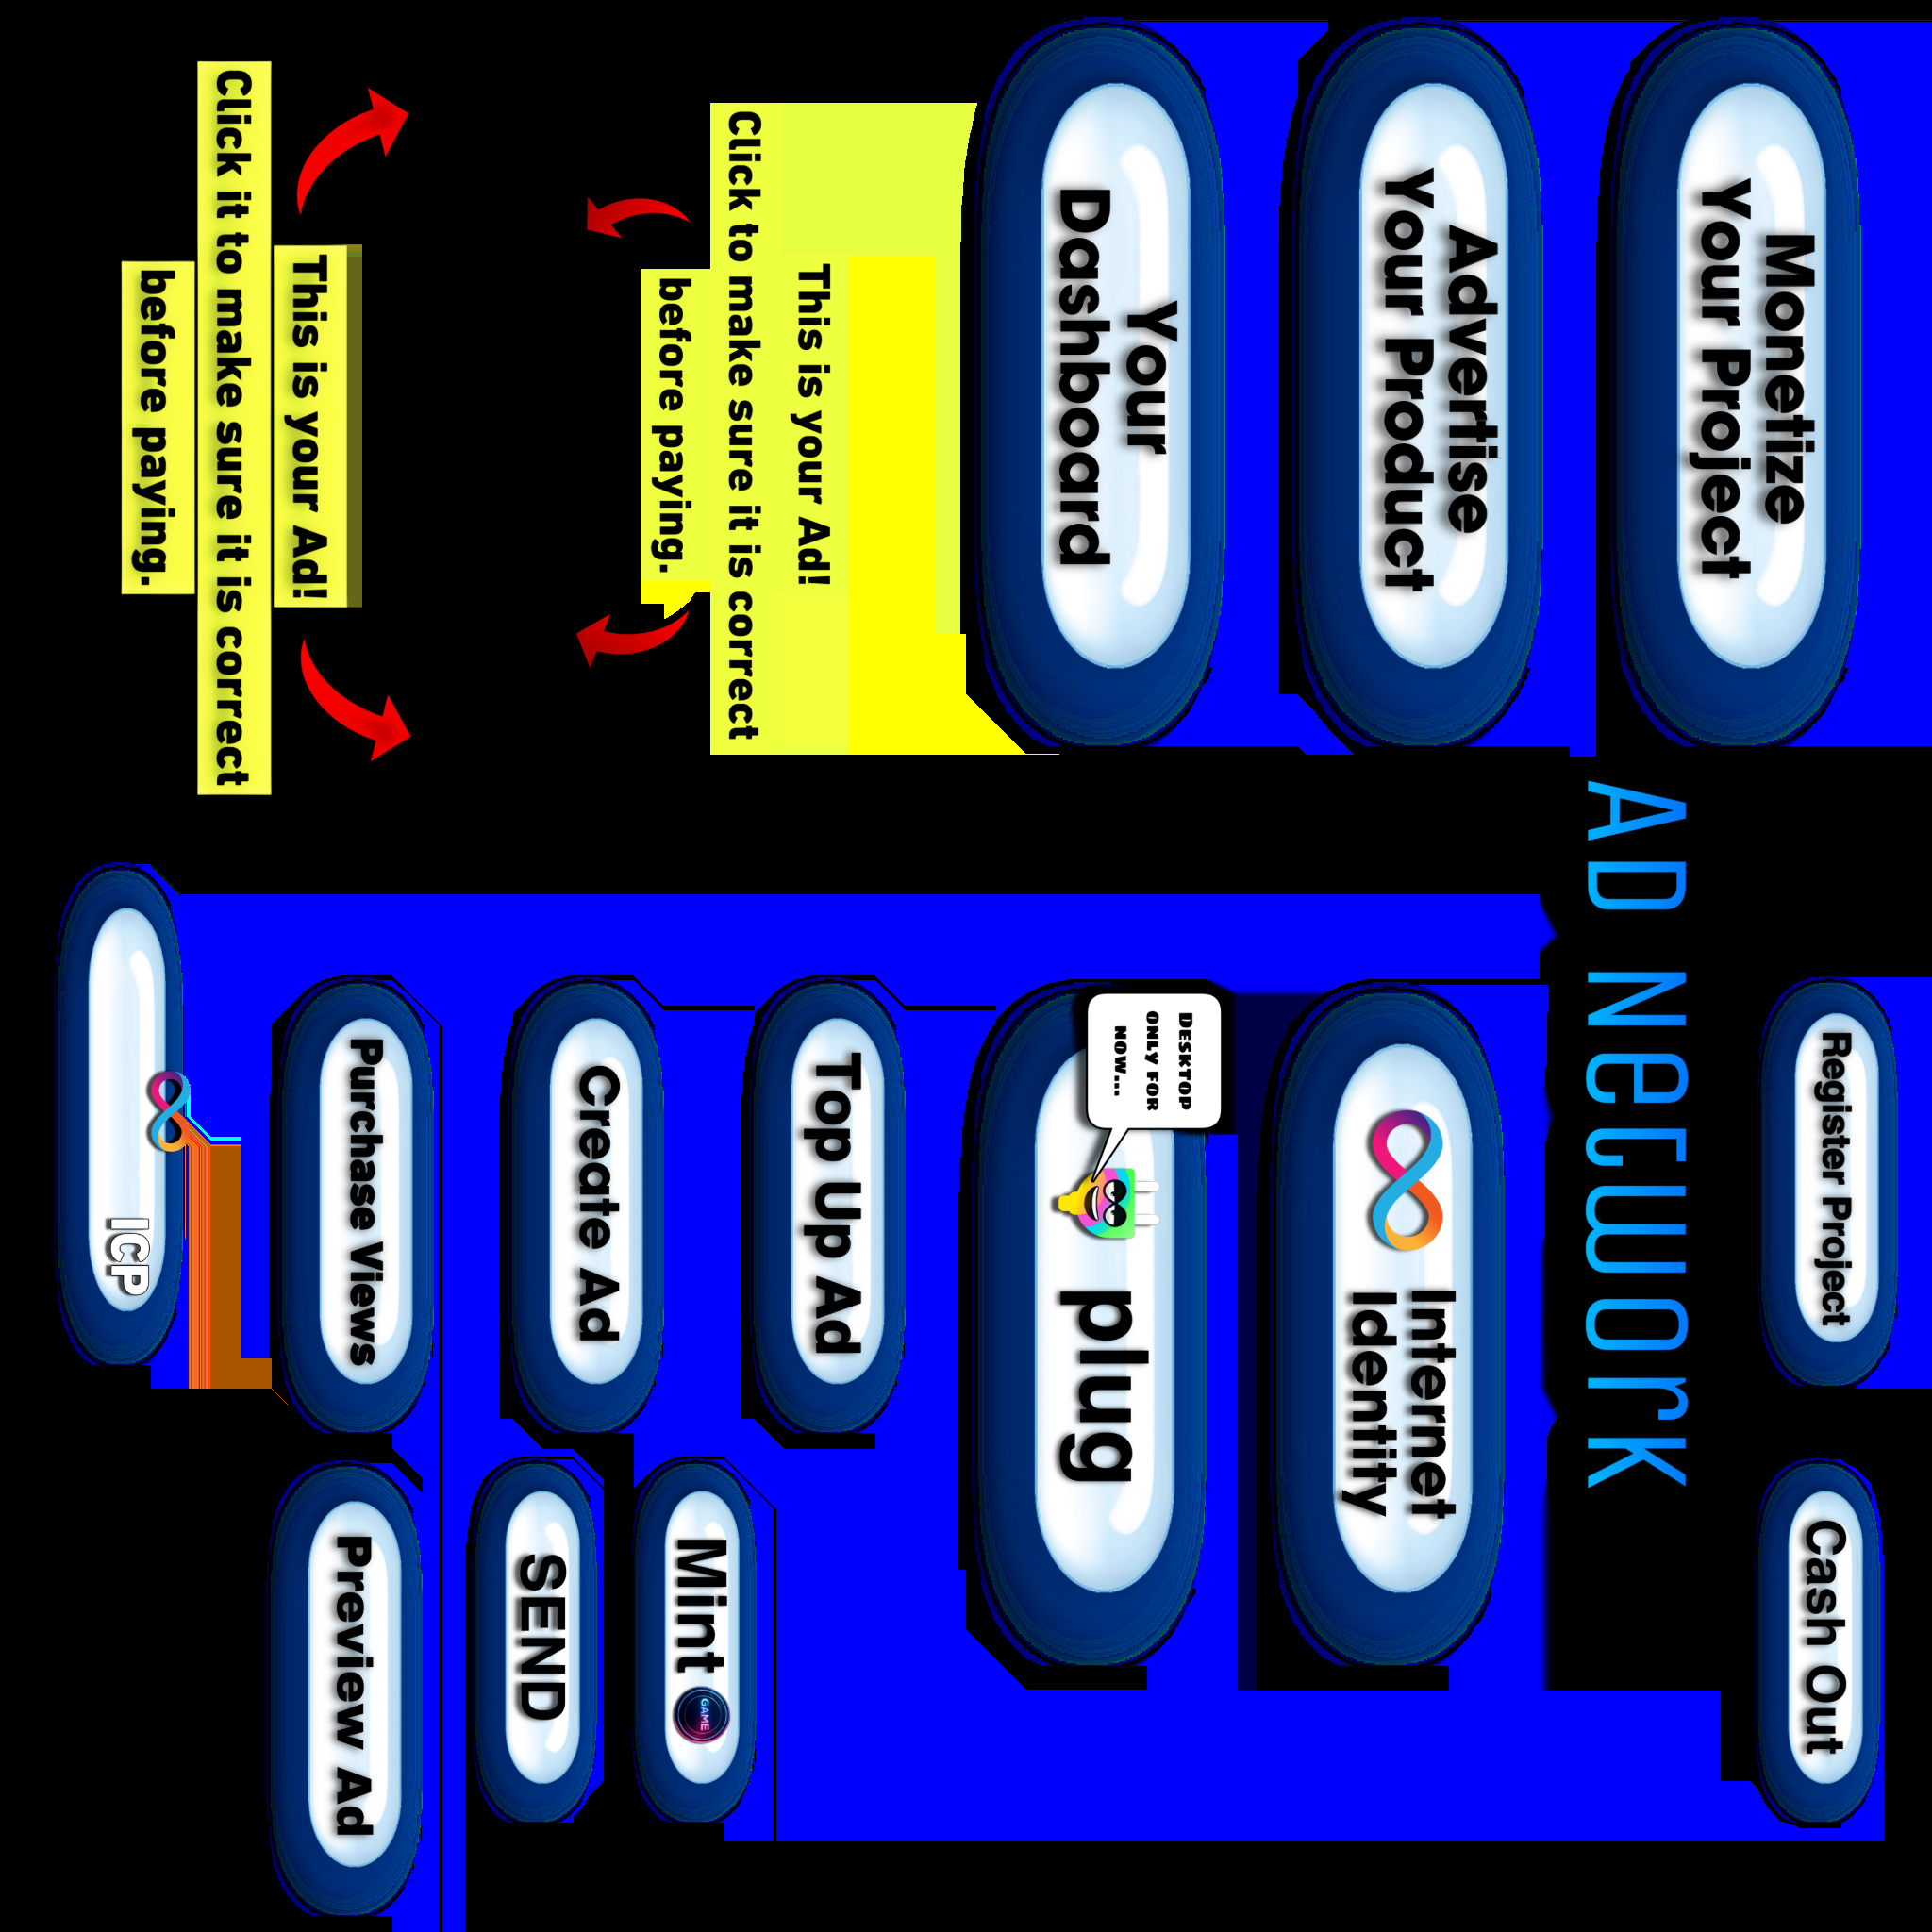 Monetize
Your Project
Advertise
Your Product
Your
Dashboard
This is your Ad!
Click to make sure it is correct
before paying.
This is your Ad!
Click it to make sure it is correct
before paying.
AD NeTWOrK
Register Project
Cash Out
Internet
Identity
DESKTOP
ONLY FOR
NOW...
plug
Top Up Ad
Create Ad
Purchase Views
ICP
Mint
GAME
SEND
Preview Ad